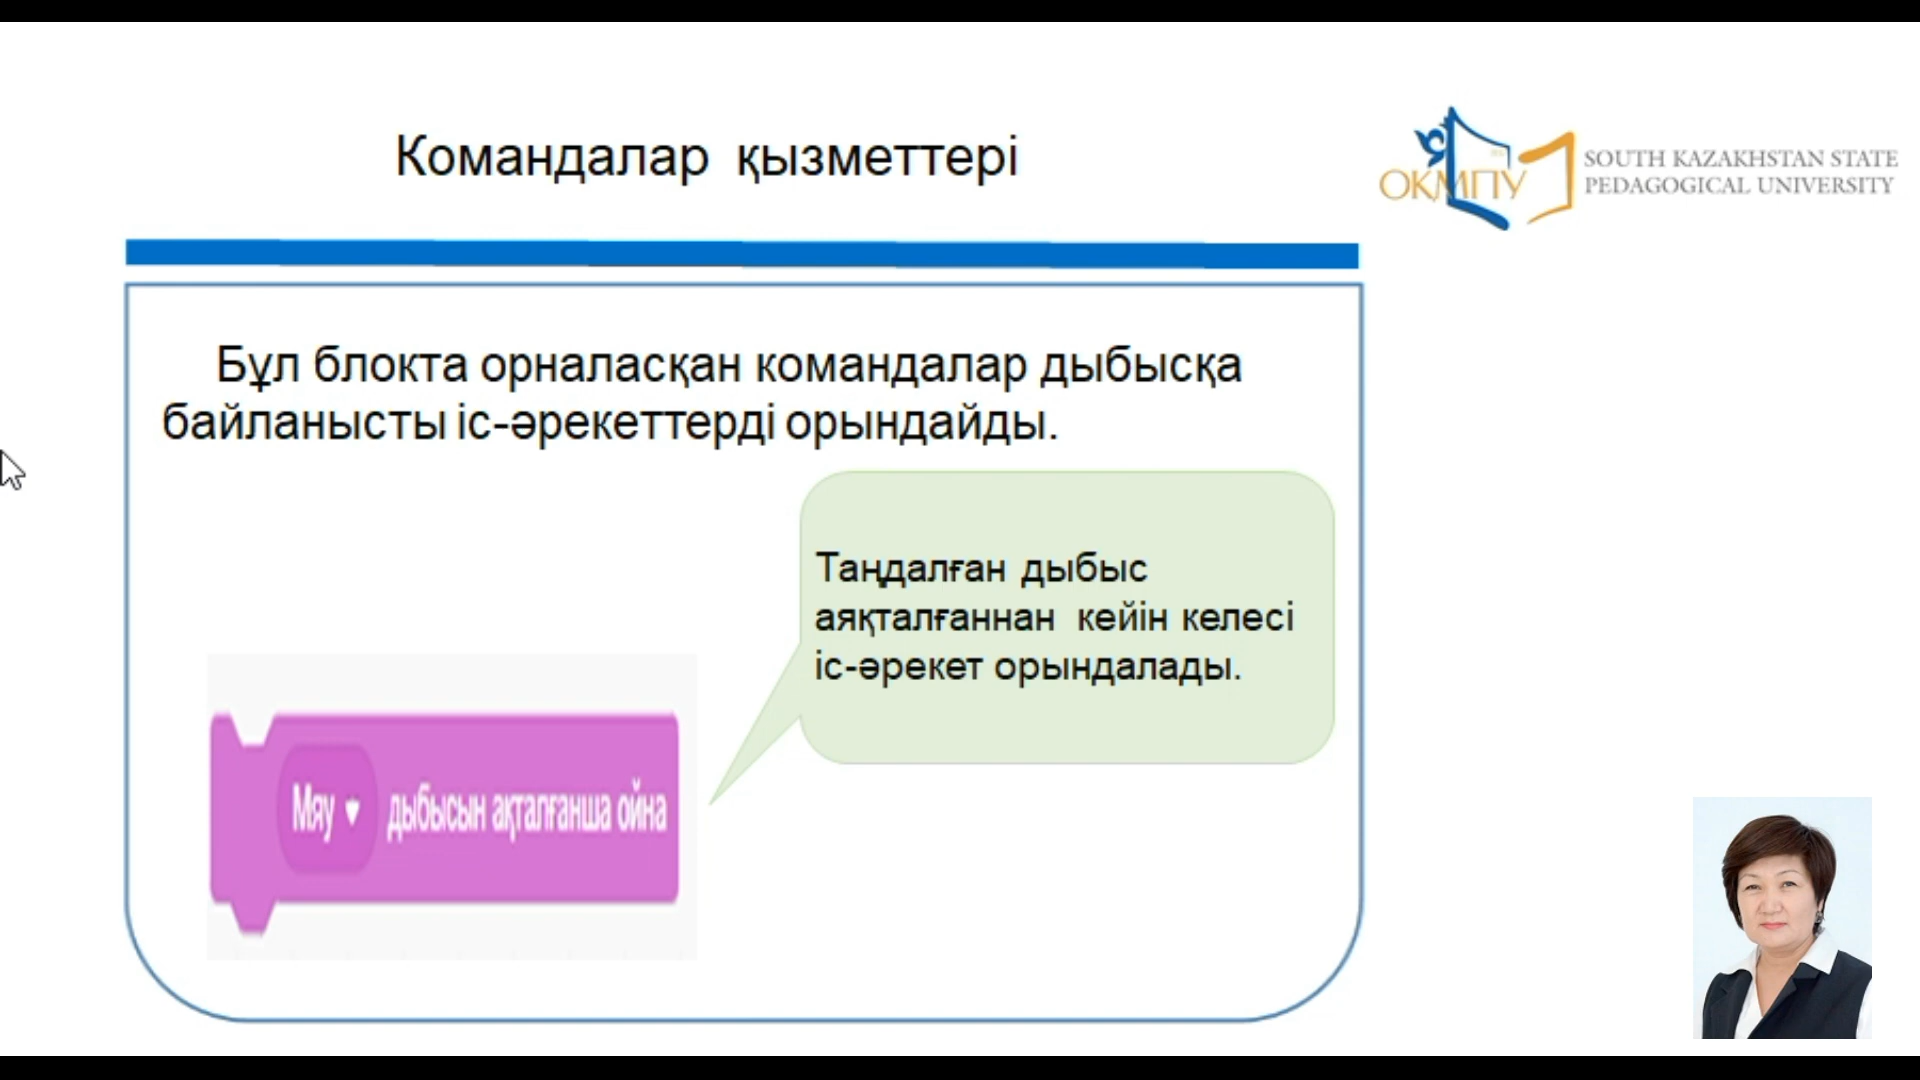 Командалар қызметтері
ОКМПУ
SOUTH KAZAKHSTAN STATE
PEDAGOGICAL UNIVERSITY
Бұл блокта орналасқан командалар дыбысқа
байланысты іс-әрекеттерді орындайды.
Таңдалған дыбыс
аяқталғаннан кейін келесі
іс-әрекет орындалады.
Мяу дыбысын ақталғанша ойна